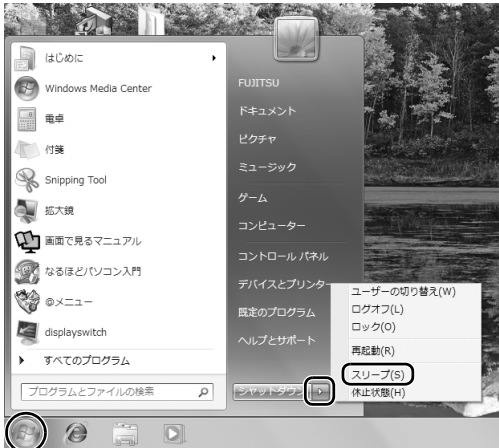 はじめに
Windows Media Center
電卓
付箋
Snipping Tool
拡大鏡
画面で見るマニュアル
なるほどパソコン入門
@メニュー
displayswitch
すべてのプログラム
プログラムとファイルの検索
FUJITSU
ドキュメント
ピクチャ
ミュージック
ゲーム
コンピューター
コントロール パネル
デバイスとプリンター
既定のプログラム
ヘルプとサポート
シャットダウン
ユーザーの切り替え(W)
ログオフ(L)
ロック(O)
再起動(R)
スリープ(S)
休止状態(H)